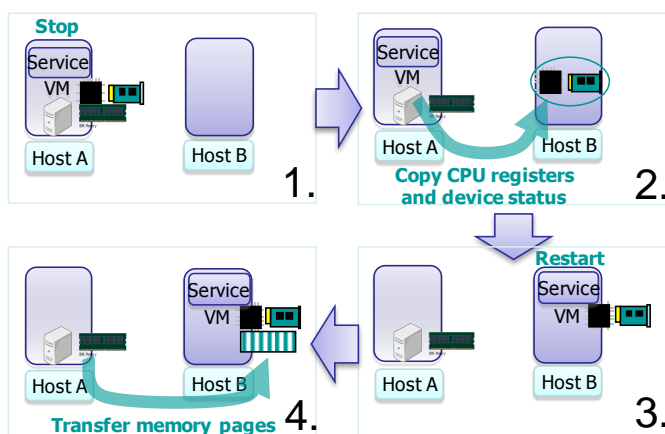 Stop
Service
VM
Host A
Host B
1.
Service
VM
Host A
Host B
Copy CPU registers
and device status
2.
Restart
Service
VM
Host A
Host B
3.
Service
VM
Host A
Host B
Transfer memory pages
4.